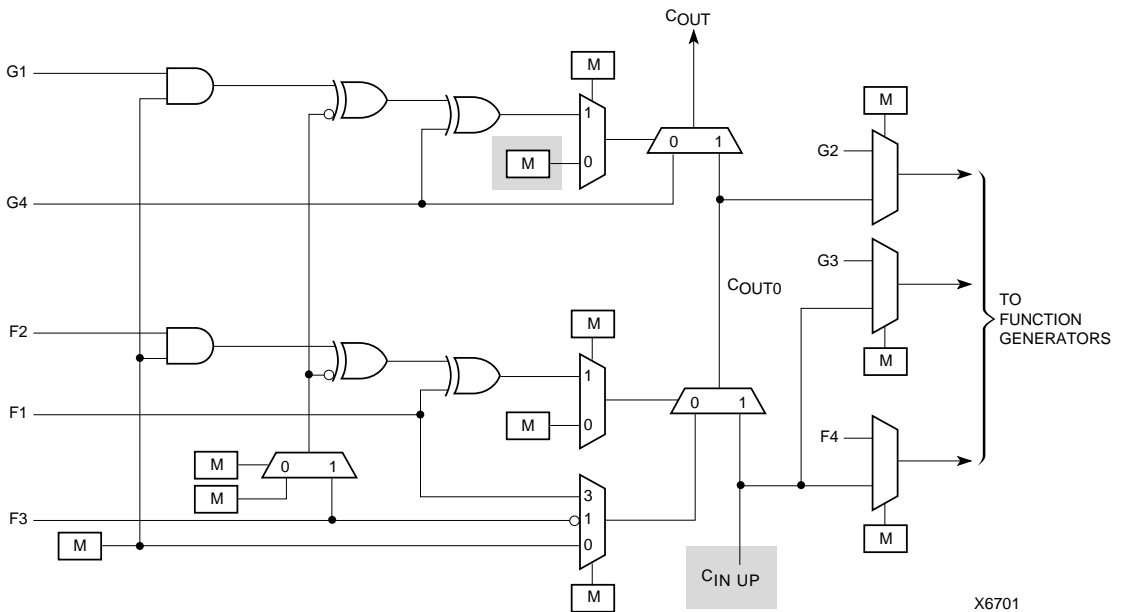 COUT
M
G1
M
1
0 1
G2
M
0
G4
G3
COUT0
TO
FUNCTION
GENERATORS
M
F2
M
1
0 1
F1
M
0
F4
M
0 1
M
3
F3
1
M
0
M
CIN UP
M
X6701